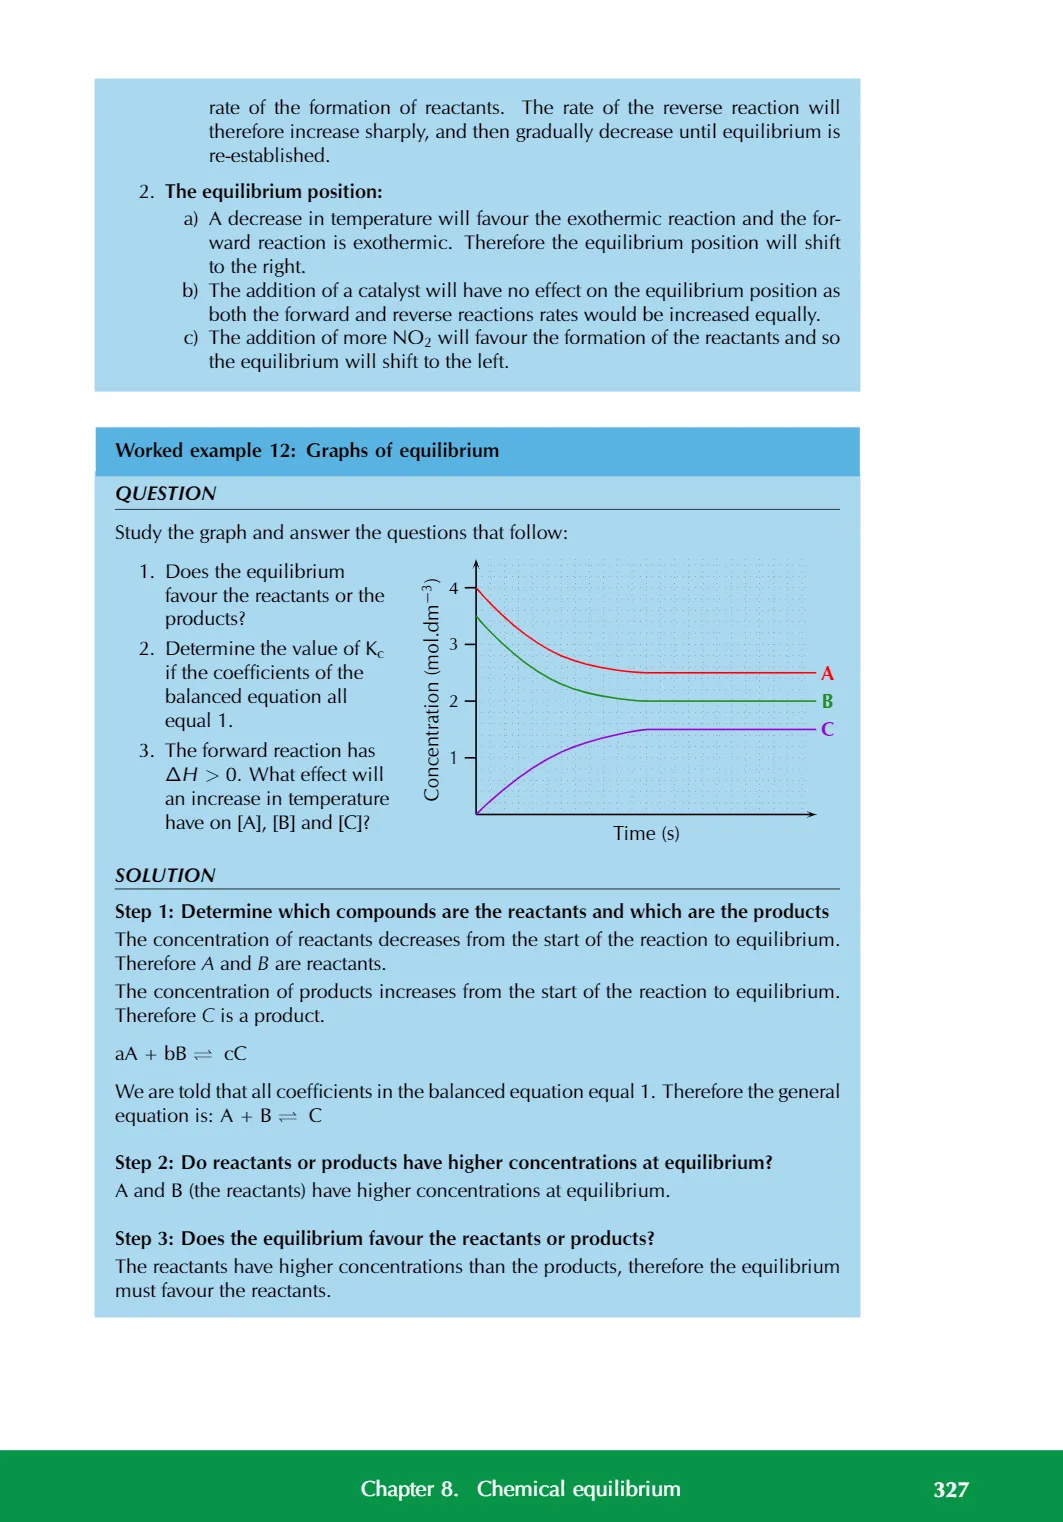 rate of the formation of reactants. The rate of the reverse reaction will
therefore increase sharply, and then gradually decrease until equilibrium is
re-established.
2. The equilibrium position:
a) A decrease in temperature will favour the exothermic reaction and the for-
ward reaction is exothermic. Therefore the equilibrium position will shift
to the right.
b) The addition of a catalyst will have no effect on the equilibrium position as
both the forward and reverse reactions rates would be increased equally.
c) The addition of more NO₂ will favour the formation of the reactants and so
the equilibrium will shift to the left.
Worked example 12: Graphs of equilibrium
QUESTION
Study the graph and answer the questions that follow:
1. Does the equilibrium
favour the reactants or the
products?
2. Determine the value of K_c
if the coefficients of the
balanced equation all
equal 1.
3. The forward reaction has
ΔH > 0. What effect will
an increase in temperature
have on [A], [B] and [C]?
Concentration (mol.dm⁻³)
4
3
2
1
A
B
C
Time (s)
SOLUTION
Step 1: Determine which compounds are the reactants and which are the products
The concentration of reactants decreases from the start of the reaction to equilibrium.
Therefore A and B are reactants.
The concentration of products increases from the start of the reaction to equilibrium.
Therefore C is a product.
aA + bB ⇌ cC
We are told that all coefficients in the balanced equation equal 1. Therefore the general
equation is: A + B ⇌ C
Step 2: Do reactants or products have higher concentrations at equilibrium?
A and B (the reactants) have higher concentrations at equilibrium.
Step 3: Does the equilibrium favour the reactants or products?
The reactants have higher concentrations than the products, therefore the equilibrium
must favour the reactants.
Chapter 8. Chemical equilibrium
327